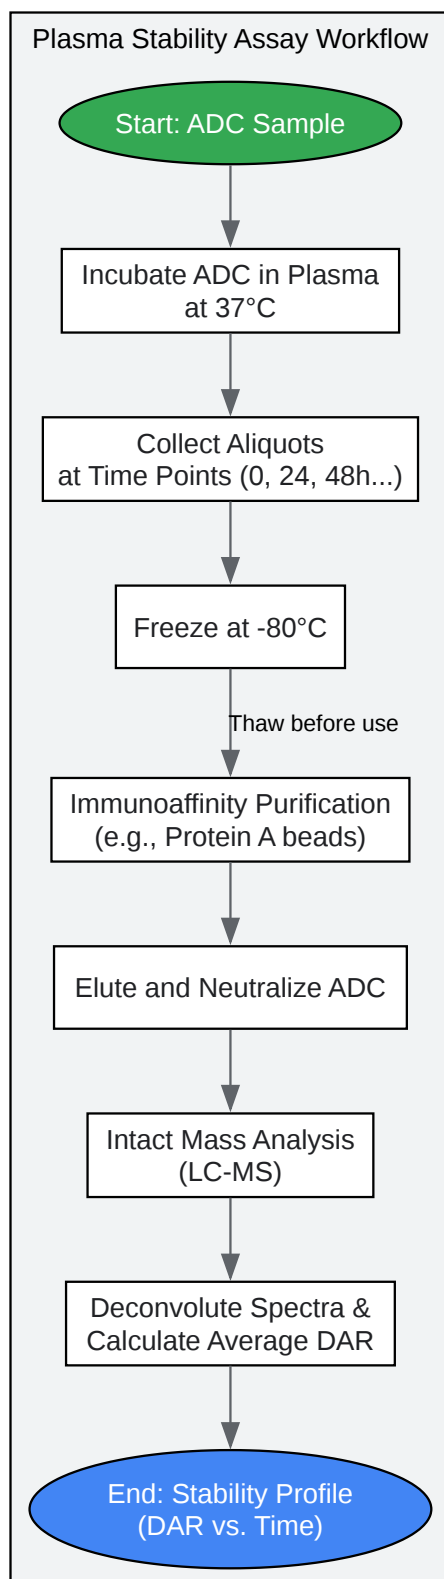 Plasma Stability Assay Workflow
Start: ADC Sample
Incubate ADC in Plasma
at 37°C
Collect Aliquots
at Time Points (0, 24, 48h...)
Freeze at -80°C
Thaw before use
Immunoaffinity Purification
(e.g., Protein A beads)
Elute and Neutralize ADC
Intact Mass Analysis
(LC-MS)
Deconvolute Spectra &
Calculate Average DAR
End: Stability Profile
(DAR vs. Time)